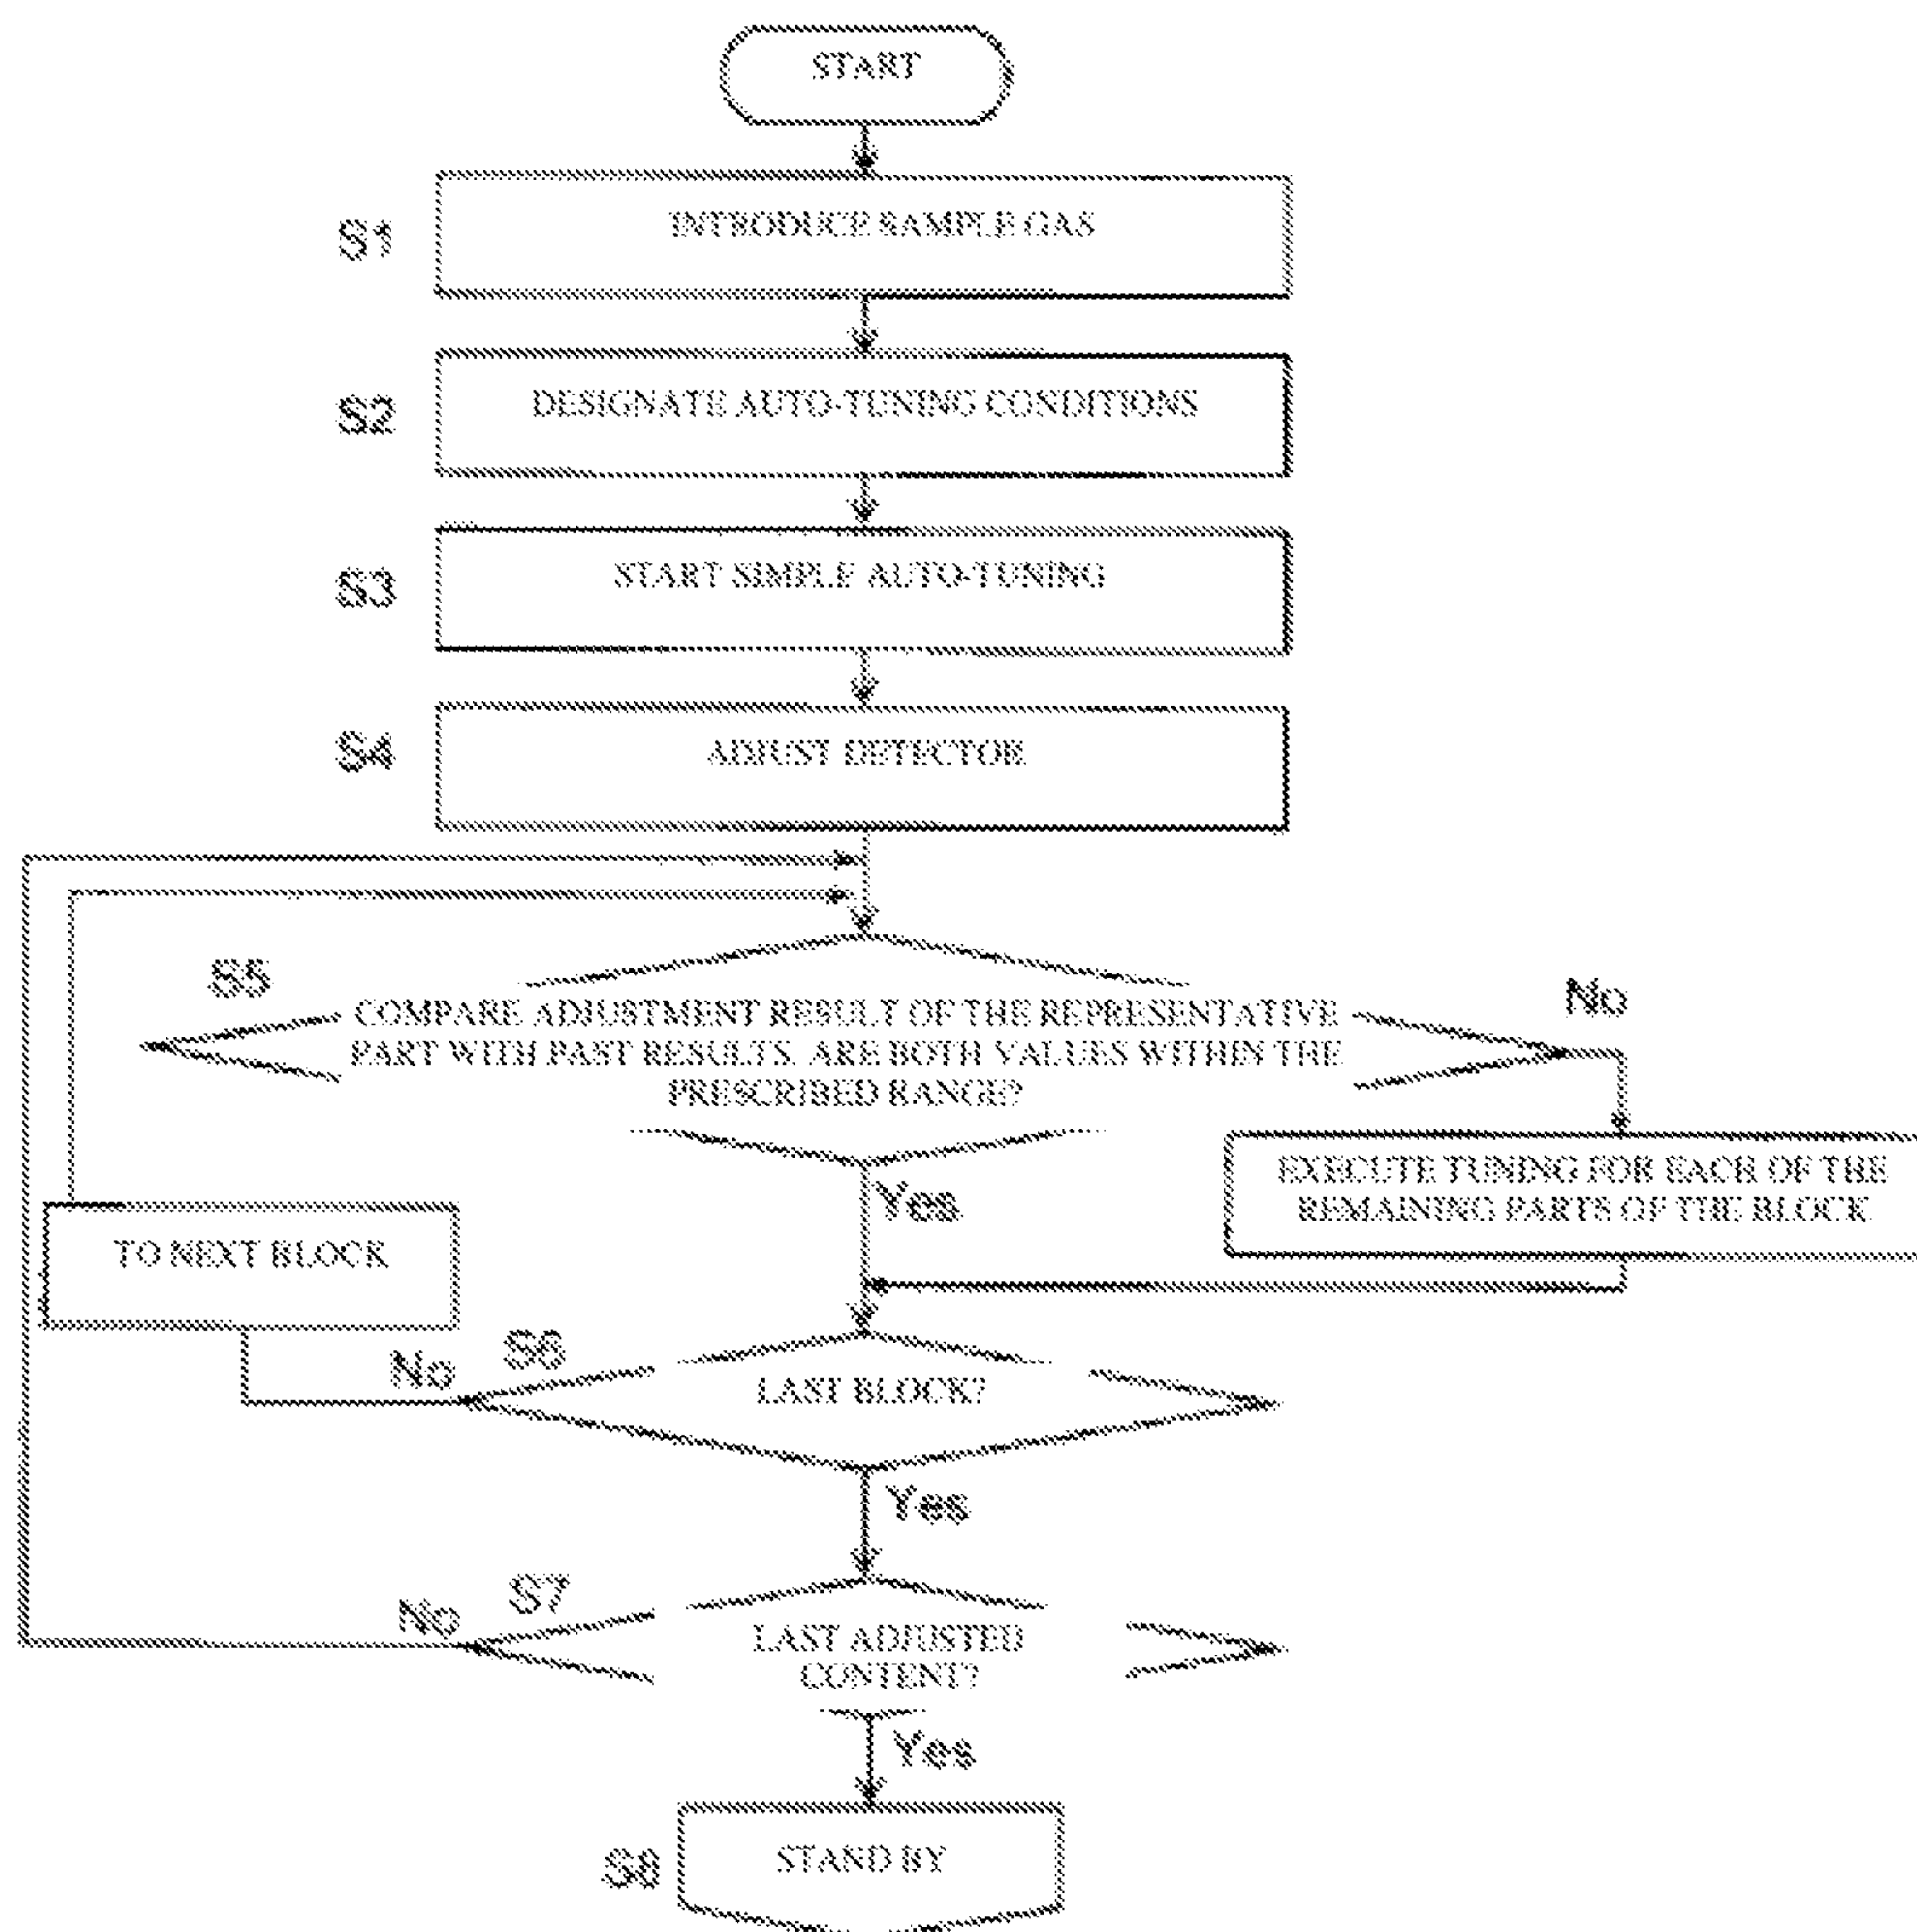 START
S1
INTRODUCE SAMPLE GAS
S2
DESIGNATE AUTO-TUNING CONDITIONS
S3
START SIMPLE AUTO-TUNING
S4
ADJUST DETECTOR
S5
COMPARE ADJUSTMENT RESULT OF THE REPRESENTATIVE
PART WITH PAST RESULTS. ARE BOTH VALUES WITHIN THE
PRESCRIBED RANGE?
No
Yes
EXECUTE TUNING FOR EACH OF THE
REMAINING PARTS OF THE BLOCK
TO NEXT BLOCK
No
S6
LAST BLOCK?
Yes
No
S7
LAST ADJUSTED
CONTENT?
Yes
S8
STAND BY